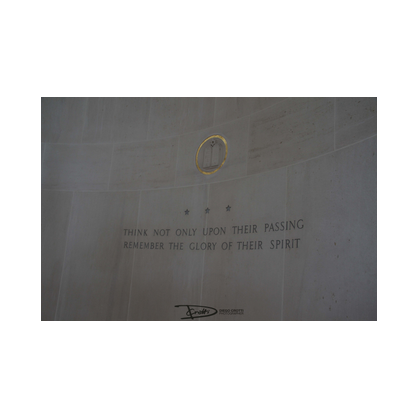 THINK NOT ONLY UPON THEIR PASSING
REMEMBER THE GLORY OF THEIR SPIRIT